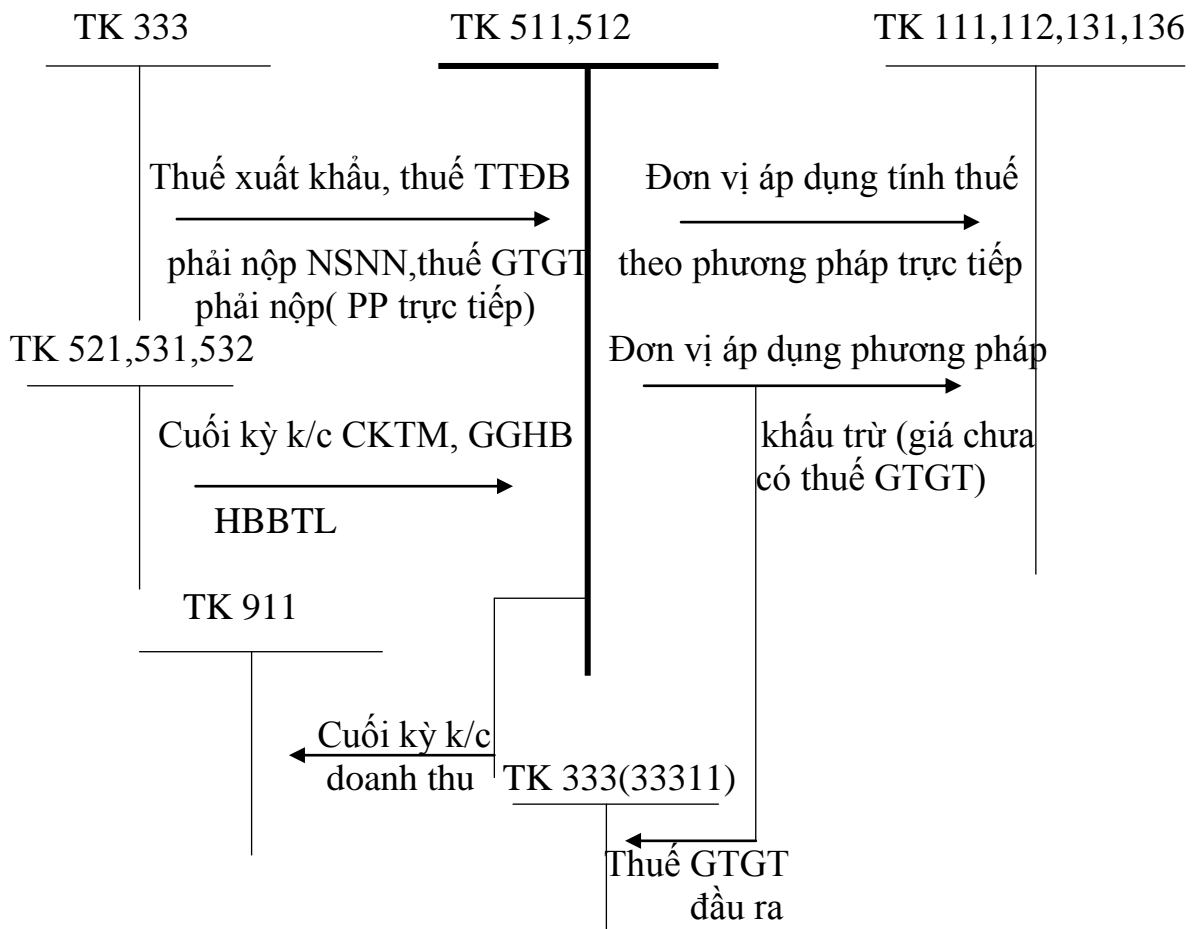 TK 333
TK 511,512
TK 111,112,131,136
Thuế xuất khẩu, thuế TTĐB
phải nộp NSNN,thuế GTGT
phải nộp( PP trực tiếp)
Đơn vị áp dụng tính thuế
theo phương pháp trực tiếp
TK 521,531,532
Đơn vị áp dụng phương pháp
khấu trừ (giá chưa
có thuế GTGT)
Cuối kỳ k/c CKTM, GGHB
HBBTL
TK 911
Cuối kỳ k/c
doanh thu
TK 333(33311)
Thuế GTGT
đầu ra